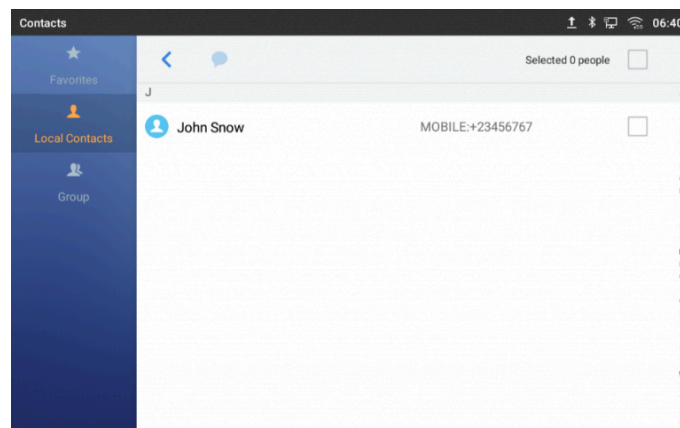 Contacts 06:40
Favorites
Local Contacts
Group
Selected 0 people
J
John Snow MOBILE:+23456767